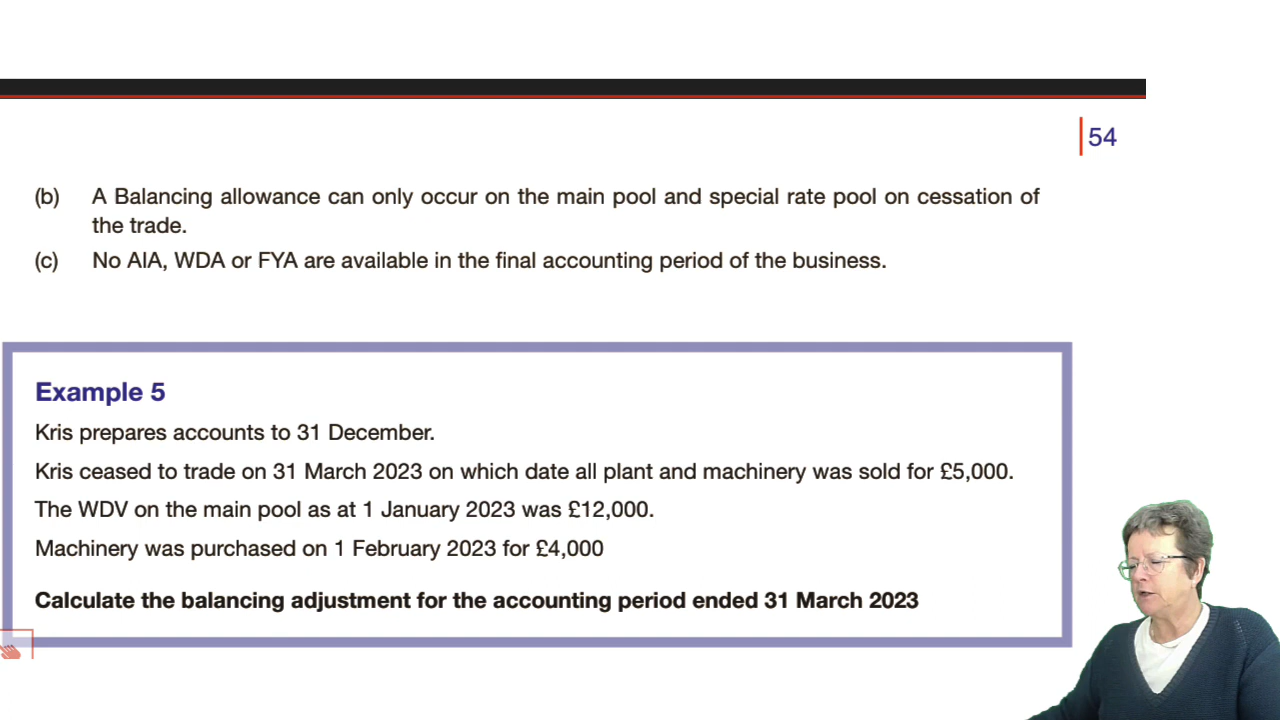 54
(b) A Balancing allowance can only occur on the main pool and special rate pool on cessation of
the trade.
(c) No AIA, WDA or FYA are available in the final accounting period of the business.
Example 5
Kris prepares accounts to 31 December.
Kris ceased to trade on 31 March 2023 on which date all plant and machinery was sold for £5,000.
The WDV on the main pool as at 1 January 2023 was £12,000.
Machinery was purchased on 1 February 2023 for £4,000
Calculate the balancing adjustment for the accounting period ended 31 March 2023